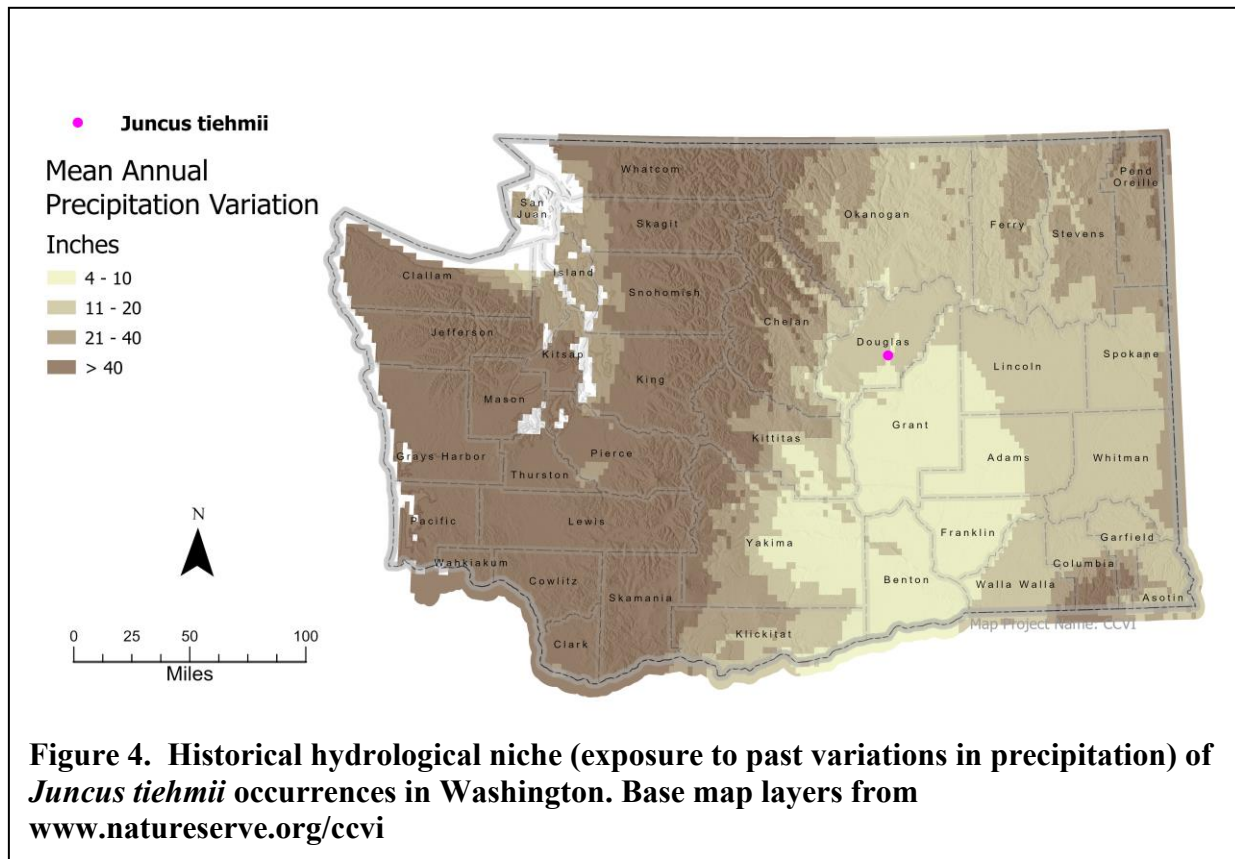 Juncus tiehmii
Mean Annual
Precipitation Variation
Inches
4 - 10
11 - 20
21 - 40
> 40
Whatcom
Pend
Oreille
San
Juan
Okanogan
Ferry
Skagit
Stevens
Island
Clallam
Snohomish
Chelan
Jefferson
Douglas
Kitsap
Spokane
Lincoln
King
Mason
Grant
Kittitas
Grays Harbor
Pierce
Adams
Whitman
Thurston
N
Pacific
Lewis
Franklin
Yakima
Garfield
Wahkiakum
Columbia
Cowlitz
Benton
Walla Walla
Skamania
Asotin
Map Project Name: CCVI
Klickitat
Clark
0 25 50 100
Miles
Figure 4. Historical hydrological niche (exposure to past variations in precipitation) of
Juncus tiehmii occurrences in Washington. Base map layers from
www.natureserve.org/ccvi